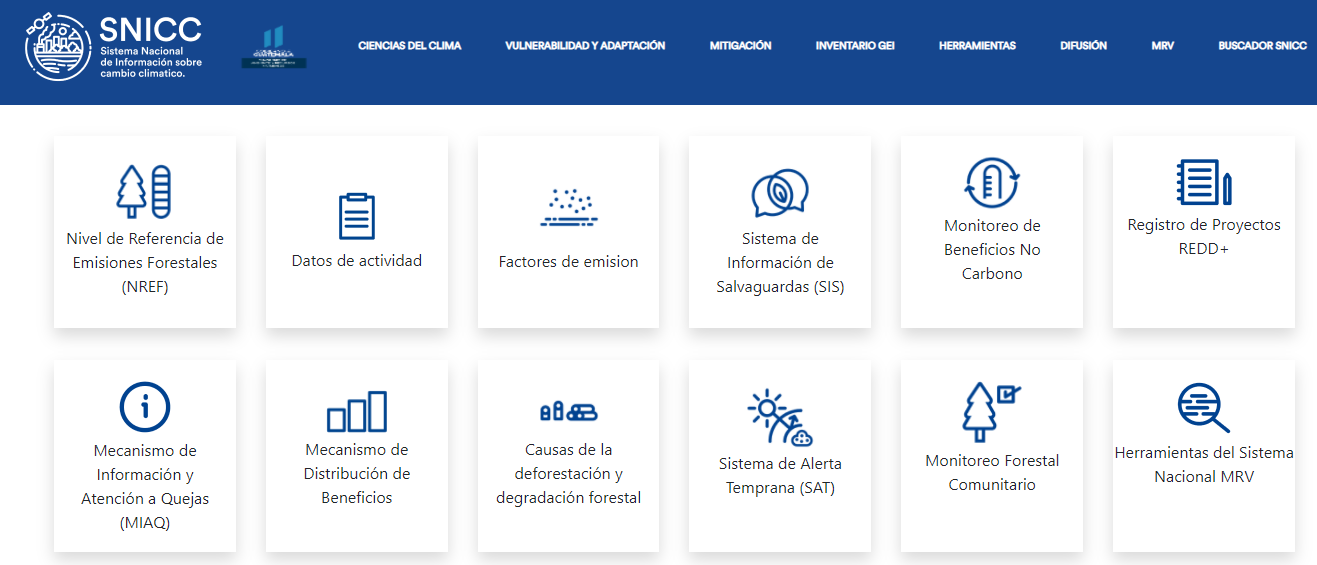 SNICC
Sistema Nacional
de Información sobre
cambio climatico.
GUATEMALA
CIENCIAS DEL CLIMA
VULNERABILIDAD Y ADAPTACIÓN
MITIGACIÓN
INVENTARIO GEI
HERRAMIENTAS
DIFUSIÓN
MRV
BUSCADOR SNICC
Nivel de Referencia de
Emisiones Forestales
(NREF)
Datos de actividad
Factores de emision
Sistema de
Información de
Salvaguardas (SIS)
Monitoreo de
Beneficios No
Carbono
Registro de Proyectos
REDD+
Mecanismo de
Información y
Atención a Quejas
(MIAQ)
Mecanismo de
Distribución de
Beneficios
Causas de la
deforestación y
degradación forestal
Sistema de Alerta
Temprana (SAT)
Monitoreo Forestal
Comunitario
Herramientas del Sistema
Nacional MRV